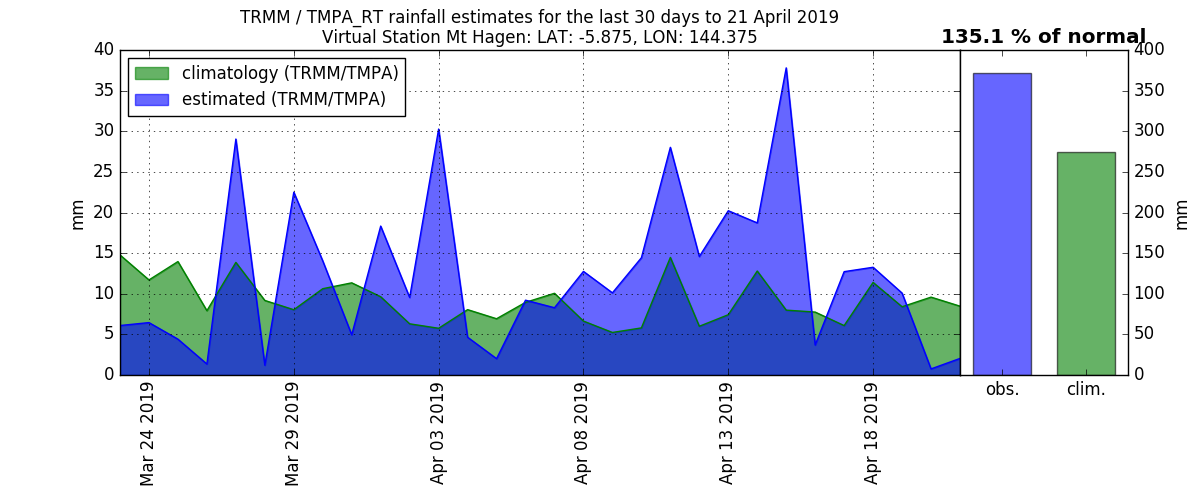 TRMM / TMPA_RT rainfall estimates for the last 30 days to 21 April 2019
Virtual Station Mt Hagen: LAT: -5.875, LON: 144.375
135.1 % of normal
climatology (TRMM/TMPA)
estimated (TRMM/TMPA)
40
35
30
25
20
15
10
5
0
mm
Mar 24 2019
Mar 29 2019
Apr 03 2019
Apr 08 2019
Apr 13 2019
Apr 18 2019
400
350
300
250
200
150
100
50
0
mm
obs.
clim.